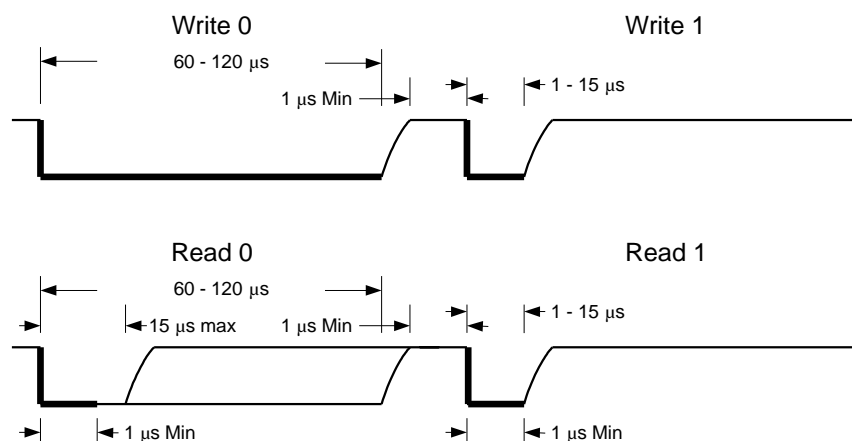 Write 0 Write 1
60 - 120 μs
1 μs Min 1 - 15 μs
Read 0 Read 1
60 - 120 μs
15 μs max 1 μs Min 1 - 15 μs
1 μs Min 1 μs Min